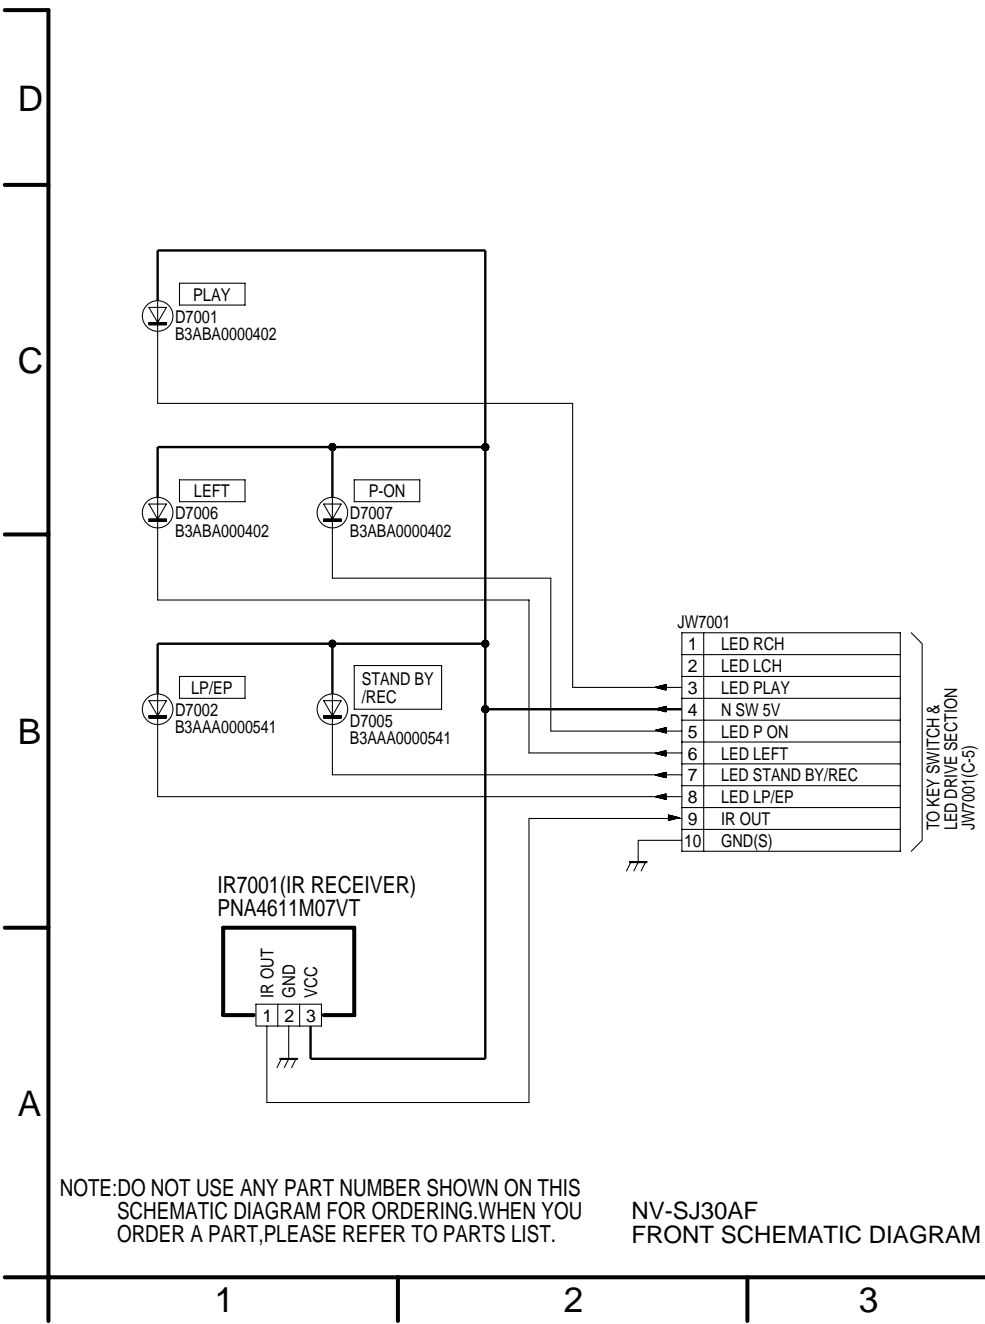 D
C
B
A
PLAY
D7001
B3ABA0000402
LEFT
D7006
B3ABA000402
P-ON
D7007
B3ABA0000402
LP/EP
D7002
B3AAA0000541
STAND BY
/REC
D7005
B3AAA0000541
JW7001
1 LED RCH
2 LED LCH
3 LED PLAY
4 N SW 5V
5 LED P ON
6 LED LEFT
7 LED STAND BY/REC
8 LED LP/EP
9 IR OUT
10 GND(S)
TO KEY SWITCH &
LED DRIVE SECTION
JW7001(C-5)
IR7001(IR RECEIVER)
PNA4611M07VT
IR OUT
GND
VCC
1 2 3
NOTE:DO NOT USE ANY PART NUMBER SHOWN ON THIS
SCHEMATIC DIAGRAM FOR ORDERING.WHEN YOU
ORDER A PART,PLEASE REFER TO PARTS LIST.
NV-SJ30AF
FRONT SCHEMATIC DIAGRAM
1 2 3